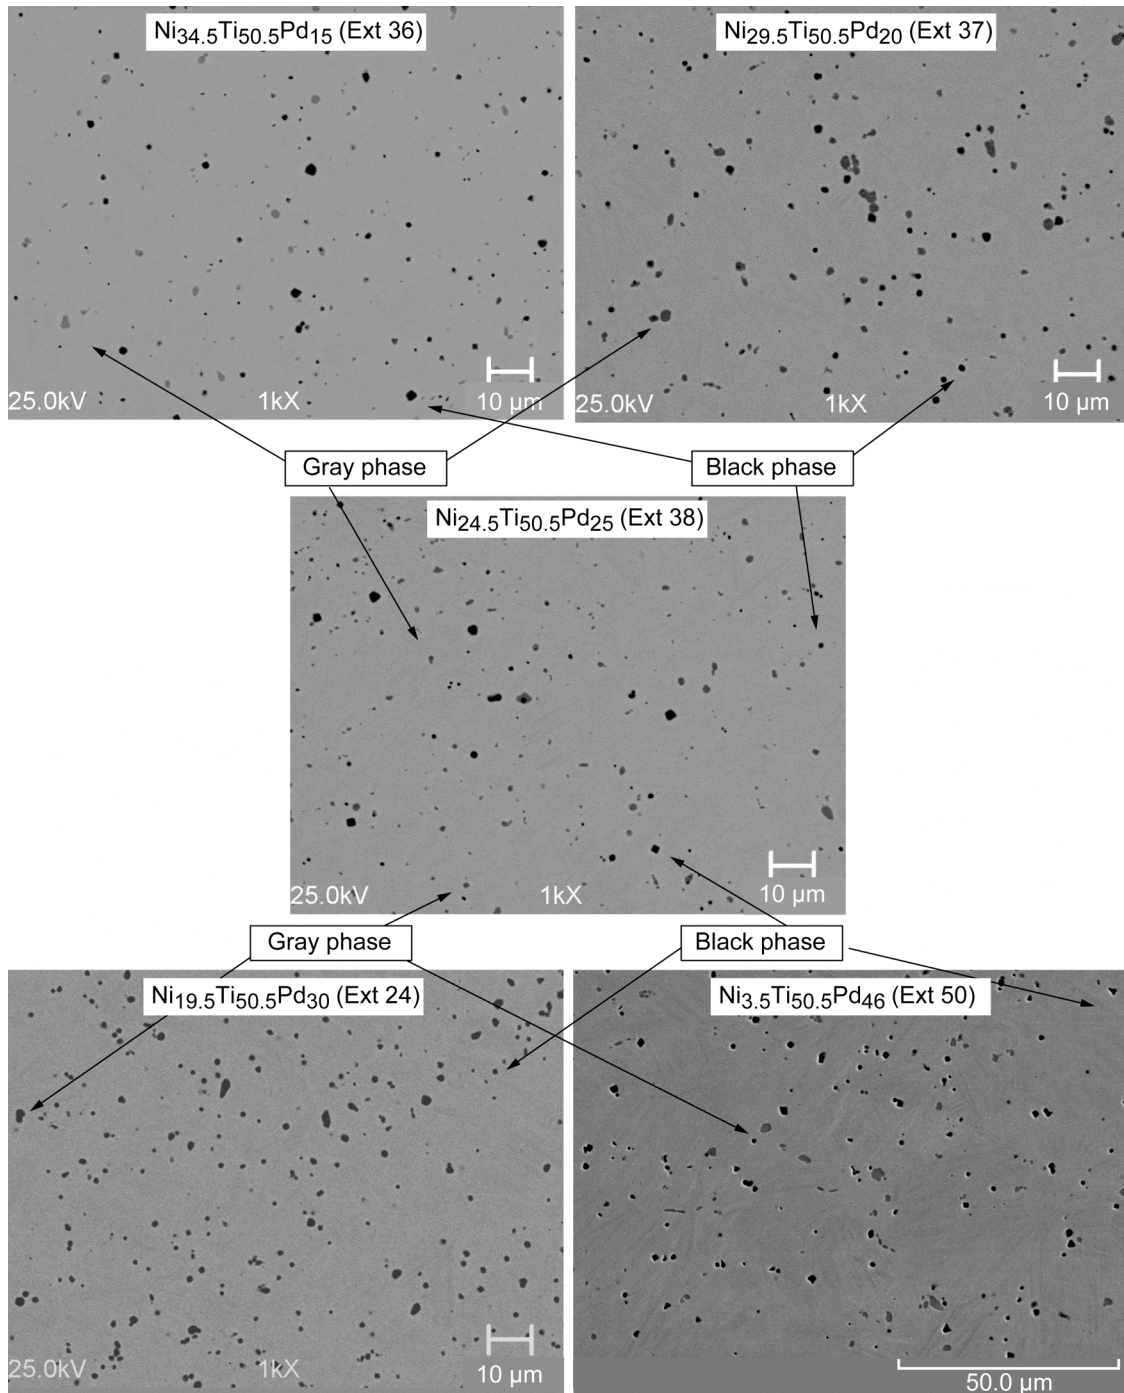 Ni34.5Ti50.5Pd15 (Ext 36)
Ni29.5Ti50.5Pd20 (Ext 37)
25.0kV
1kX
10 µm
25.0kV
1kX
10 µm
Gray phase
Black phase
Ni24.5Ti50.5Pd25 (Ext 38)
25.0kV
1kX
10 µm
Gray phase
Black phase
Ni19.5Ti50.5Pd30 (Ext 24)
Ni3.5Ti50.5Pd46 (Ext 50)
25.0kV
1kX
10 µm
50.0 µm